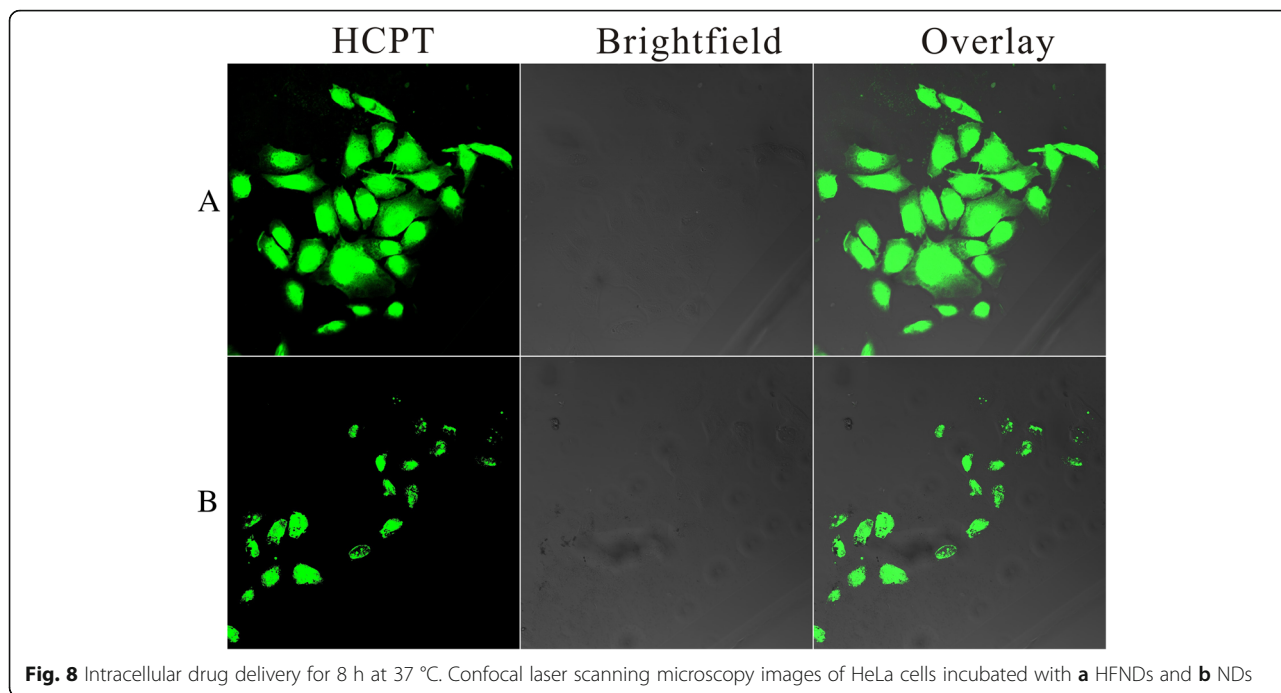 HCPT Brightfield Overlay
A
B
Fig. 8 Intracellular drug delivery for 8 h at 37 °C. Confocal laser scanning microscopy images of HeLa cells incubated with a HFNDs and b NDs